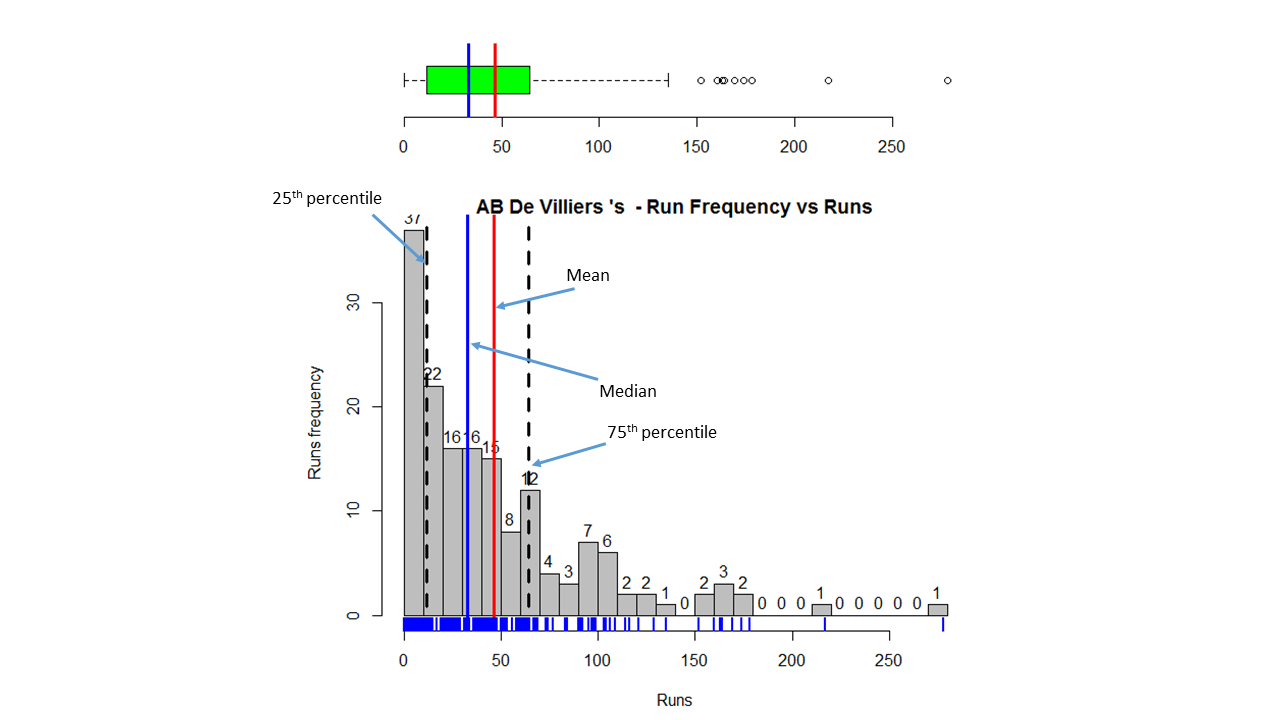 0 50 100 150 200 250
AB De Villiers 's - Run Frequency vs Runs
25th percentile
37
Mean
30
22
Median
20
16 16 15
75th percentile
12
10
8
7
6
4
3
2 2
1
0
2
3
2
0 0 0
1
0 0 0 0 0
1
0
Runs frequency
0 50 100 150 200 250
Runs